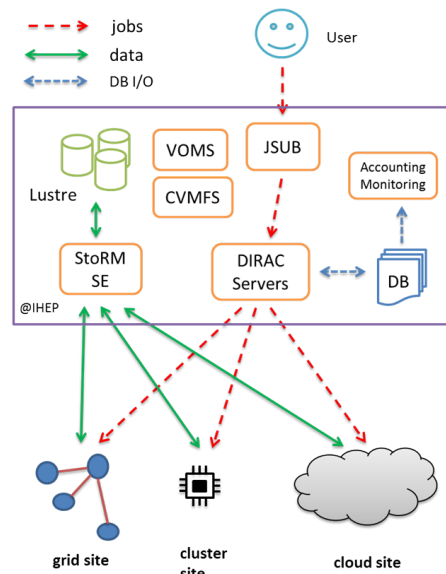 jobs
data
DB I/O
User
VOMS
JSUB
CVMFS
Accounting
Monitoring
Lustre
StoRM
SE
DIRAC
Servers
DB
@IHEP
grid site
cluster
site
cloud site